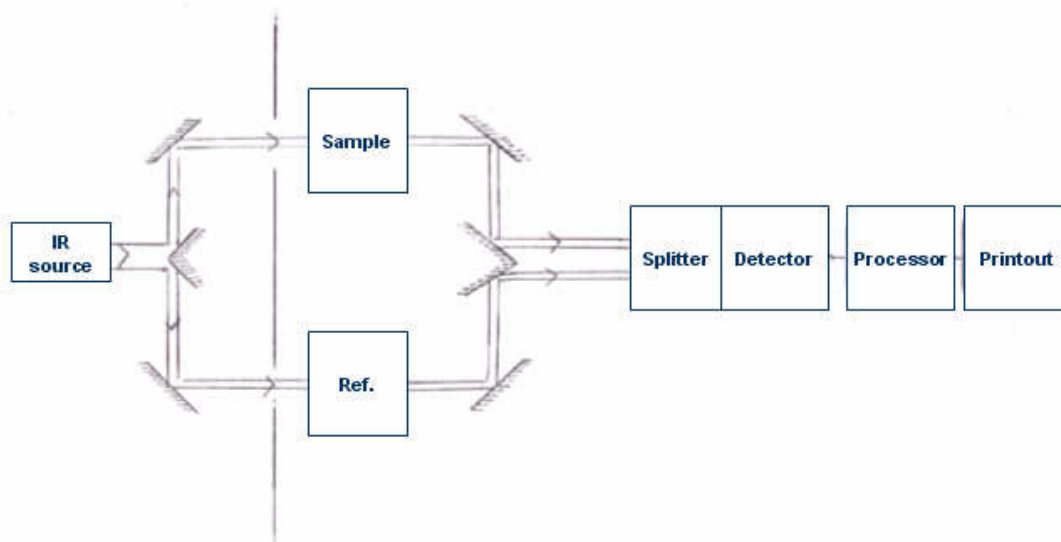 Sample
IR
source
Splitter
Detector
Processor
Printout
Ref.